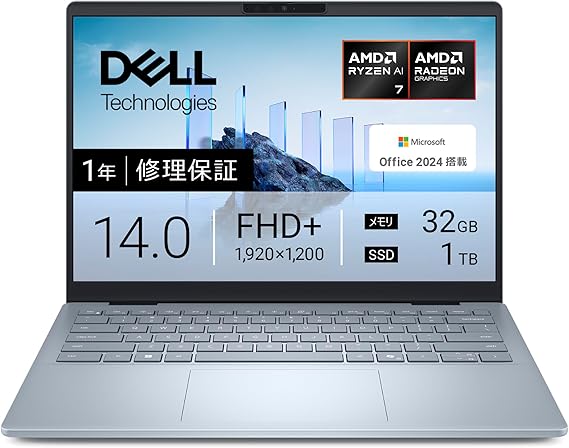 DELL
Technologies
AMD
RYZEN AI
7
AMD
RADEON
GRAPHICS
Microsoft
Office 2024 搭載
1年 修理保証
14.0
FHD+
1,920×1,200
メモリ 32GB
SSD 1TB